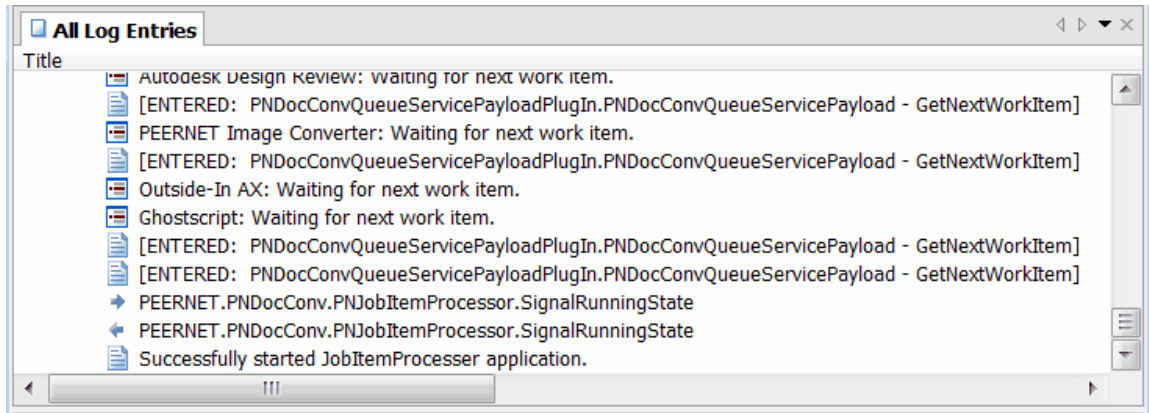 All Log Entries
Title
Autodesk Design Review: Waiting for next work item.
[ENTERED:  PNDocConvQueueServicePayloadPlugIn.PNDocConvQueueServicePayload - GetNextWorkItem]
PEERNET Image Converter: Waiting for next work item.
[ENTERED:  PNDocConvQueueServicePayloadPlugIn.PNDocConvQueueServicePayload - GetNextWorkItem]
Outside-In AX: Waiting for next work item.
Ghostscript: Waiting for next work item.
[ENTERED:  PNDocConvQueueServicePayloadPlugIn.PNDocConvQueueServicePayload - GetNextWorkItem]
[ENTERED:  PNDocConvQueueServicePayloadPlugIn.PNDocConvQueueServicePayload - GetNextWorkItem]
PEERNET.PNDocConv.PNJobItemProcessor.SignalRunningState
PEERNET.PNDocConv.PNJobItemProcessor.SignalRunningState
Successfully started JobItemProcesser application.